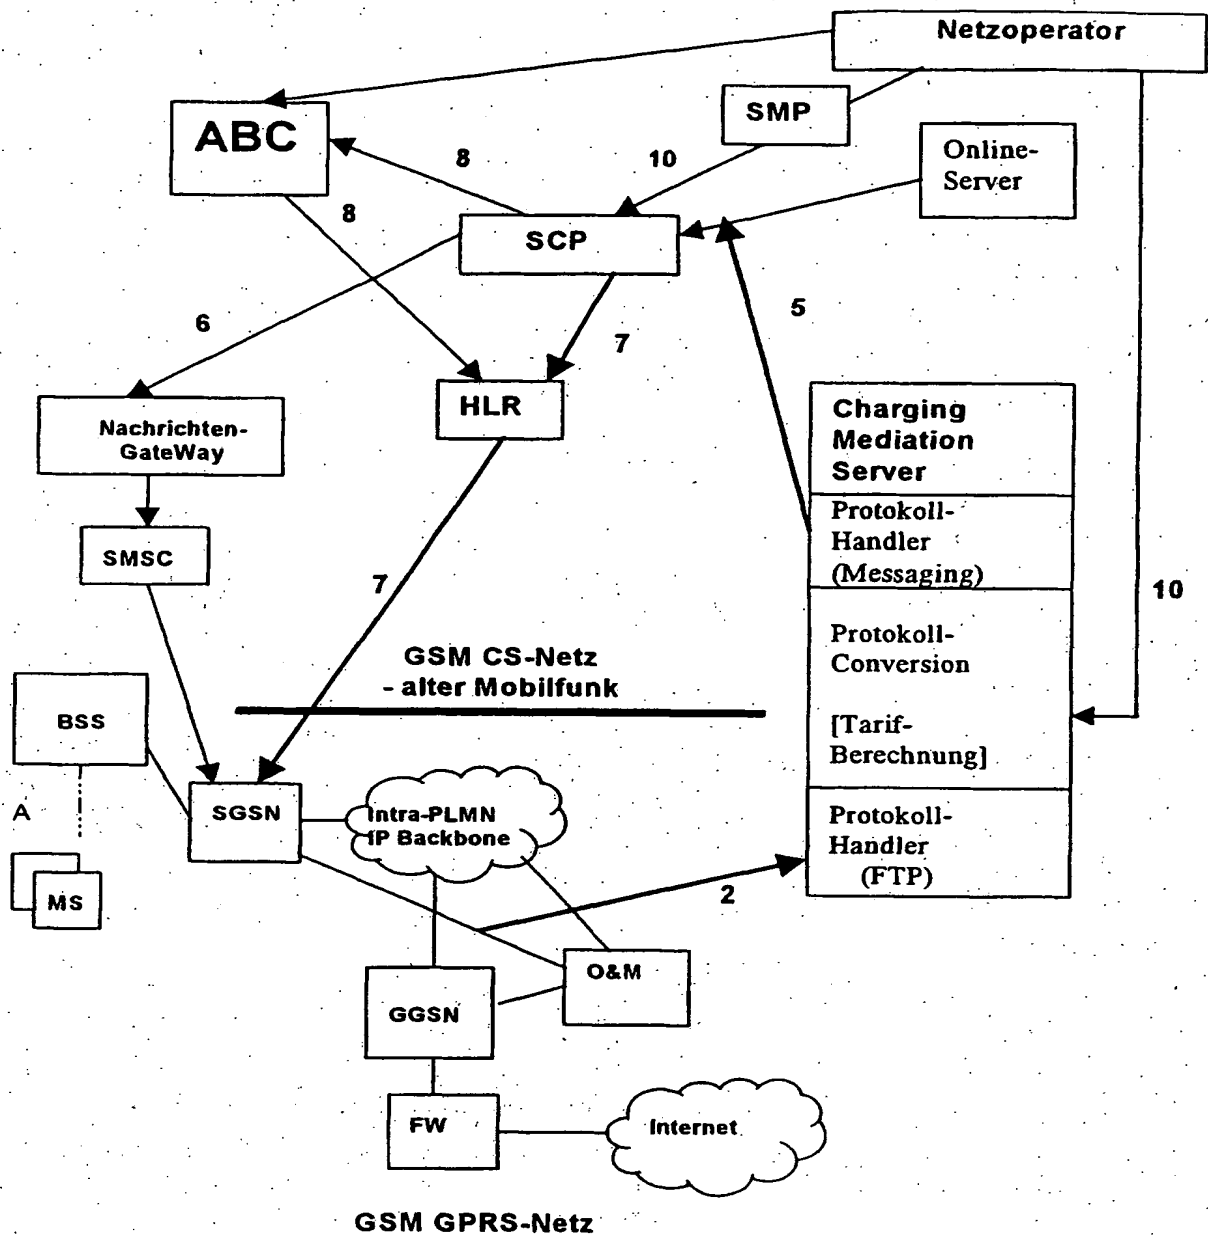 Netzoperator
ABC
SMP
Online-
Server
8
10
8
SCP
5
6
7
HLR
Nachrichten-
GateWay
Charging
Mediation
Server
Protokoll-
Handler
(Messaging)
SMSC
7
10
Protokoll-
Conversion
GSM CS-Netz
- alter Mobilfunk
BSS
[Tarif-
Berechnung]
A
SGSN
Intra-PLMN
IP Backbone
Protokoll-
Handler
(FTP)
MS
2
O&M
GGSN
FW
Internet
GSM GPRS-Netz